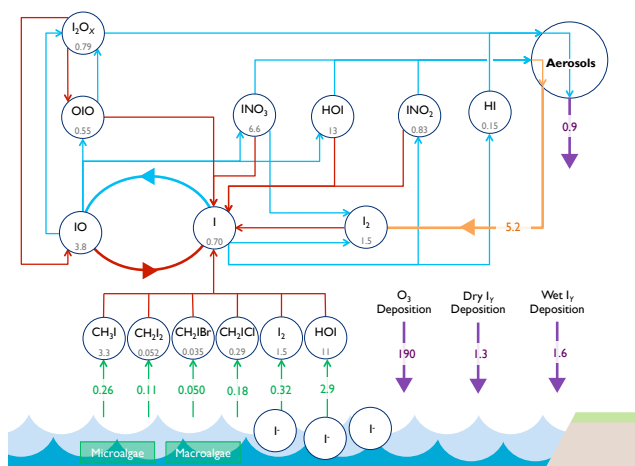 I₂Oₓ
0.79
Aerosols
OIO
0.55
INO₃
6.6
HOI
13
INO₂
0.83
HI
0.15
0.9
IO
3.8
I
0.70
I₂
1.5
5.2
CH₃I
3.3
CH₂I₂
0.052
CH₂IBr
0.035
CH₂ICl
0.29
I₂
1.5
HOI
11
O₃
Deposition
Dry Iᵧ
Deposition
Wet Iᵧ
Deposition
190
1.3
1.6
0.26
0.11
0.050
0.18
0.32
2.9
I⁻
I⁻
I⁻
Microalgae
Macroalgae